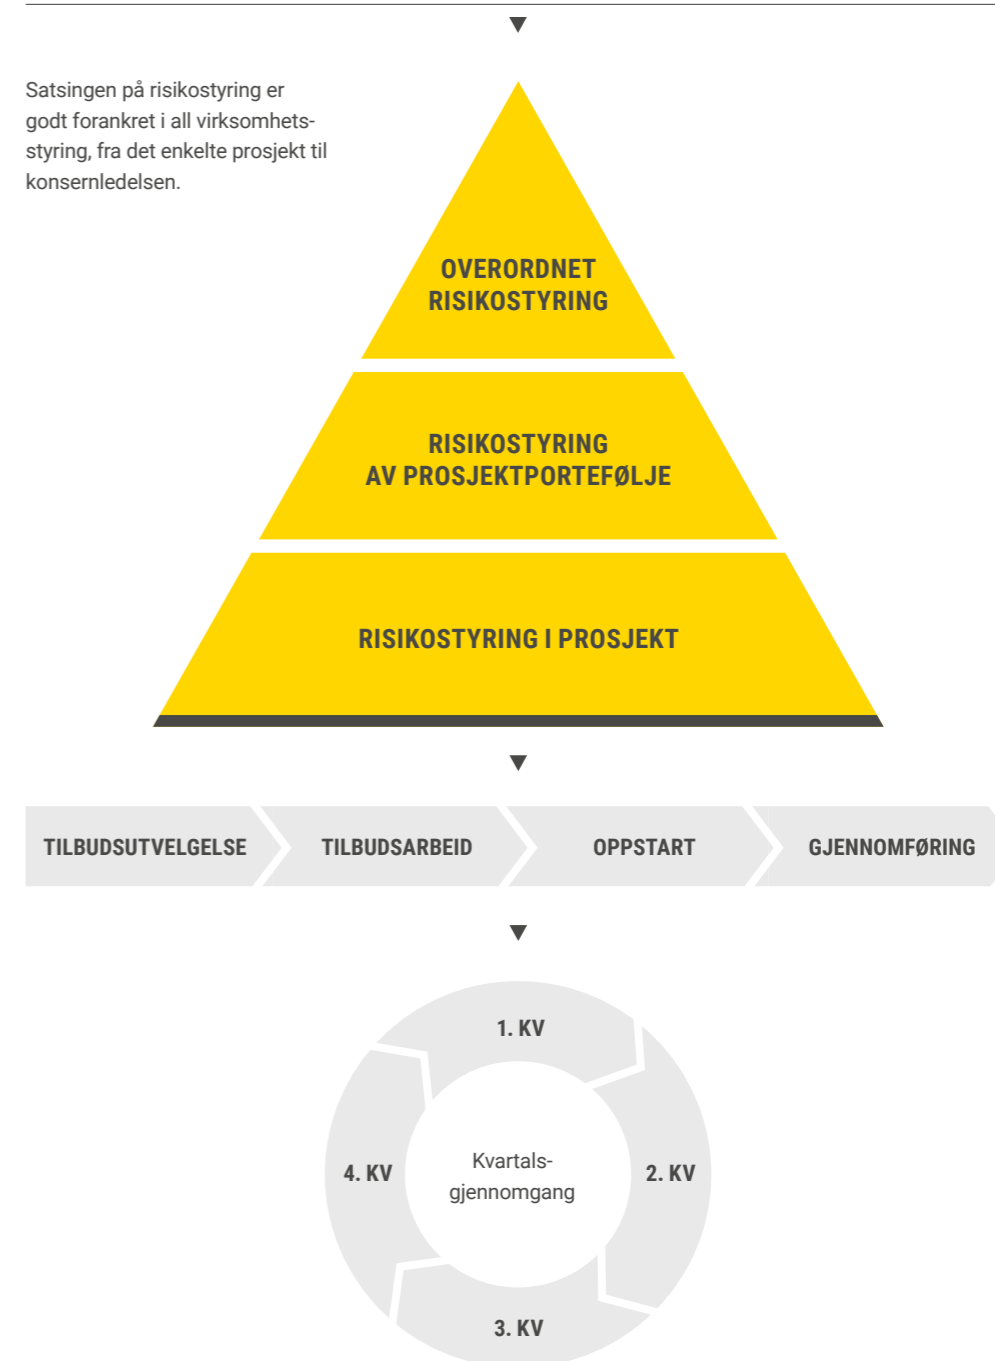 Satsingen på risikostyring er
godt forankret i all virksomhets-
styring, fra det enkelte prosjekt til
konsernledelsen.
OVERORDNET
RISIKOSTYRING
RISIKOSTYRING
AV PROSJEKTPORTEFØLJE
RISIKOSTYRING I PROSJEKT
TILBUDSUTVELGELSE
TILBUDSARBEID
OPPSTART
GJENNOMFØRING
1. KV
2. KV
3. KV
4. KV
Kvartals-
gjennomgang